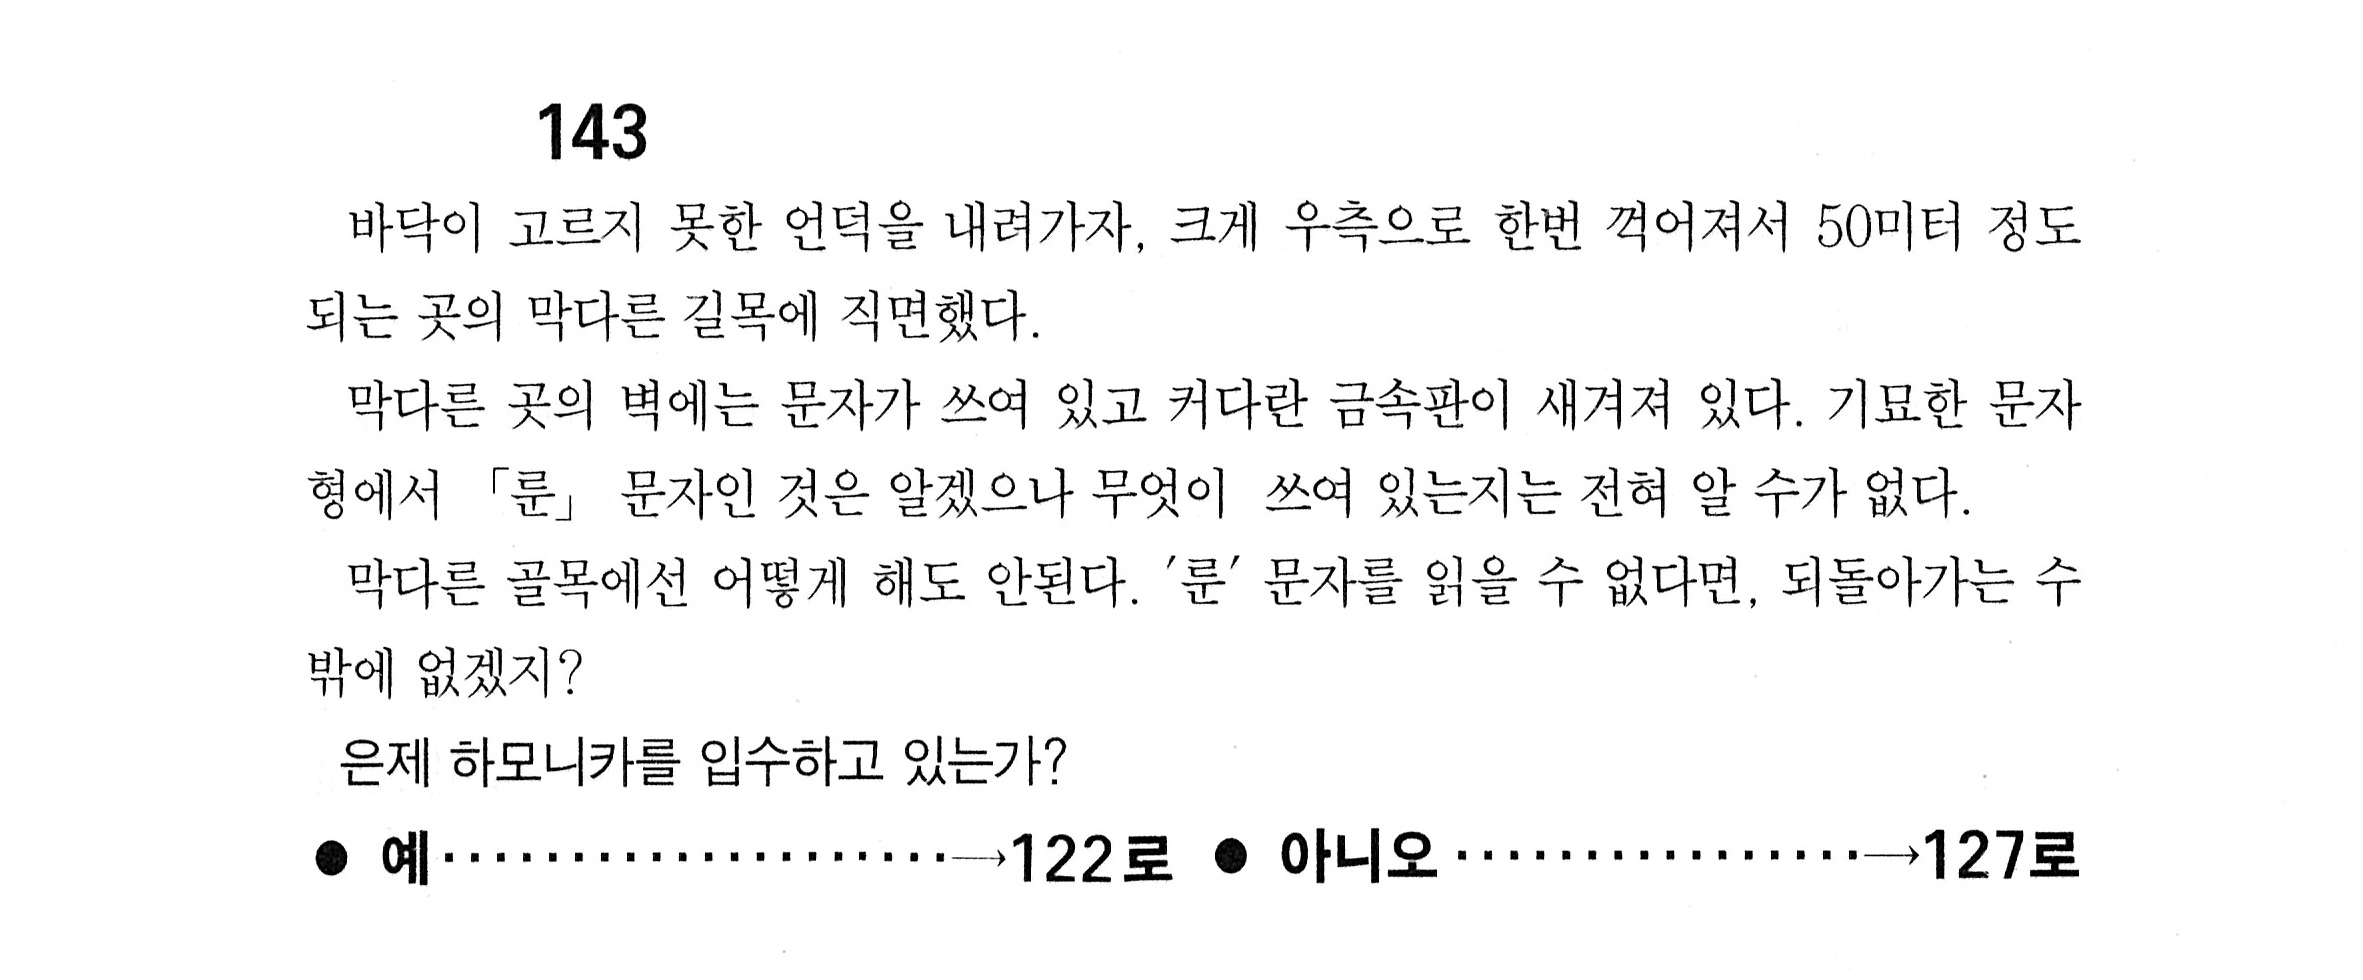 143
바닥이 고르지 못한 언덕을 내려가자, 크게 우측으로 한번 꺽어져서 50미터 정도
되는 곳의 막다른 길목에 직면했다.
막다른 곳의 벽에는 문자가 쓰여 있고 커다란 금속판이 새겨져 있다. 기묘한 문자
형에서 「룬」 문자인 것은 알겠으나 무엇이 쓰여 있는지는 전혀 알 수가 없다.
막다른 골목에선 어떻게 해도 안된다. ′룬′ 문자를 읽을 수 없다면, 되돌아가는 수
밖에 없겠지?
은제 하모니카를 입수하고 있는가?
● 예····················→122로 ● 아니오················→127로